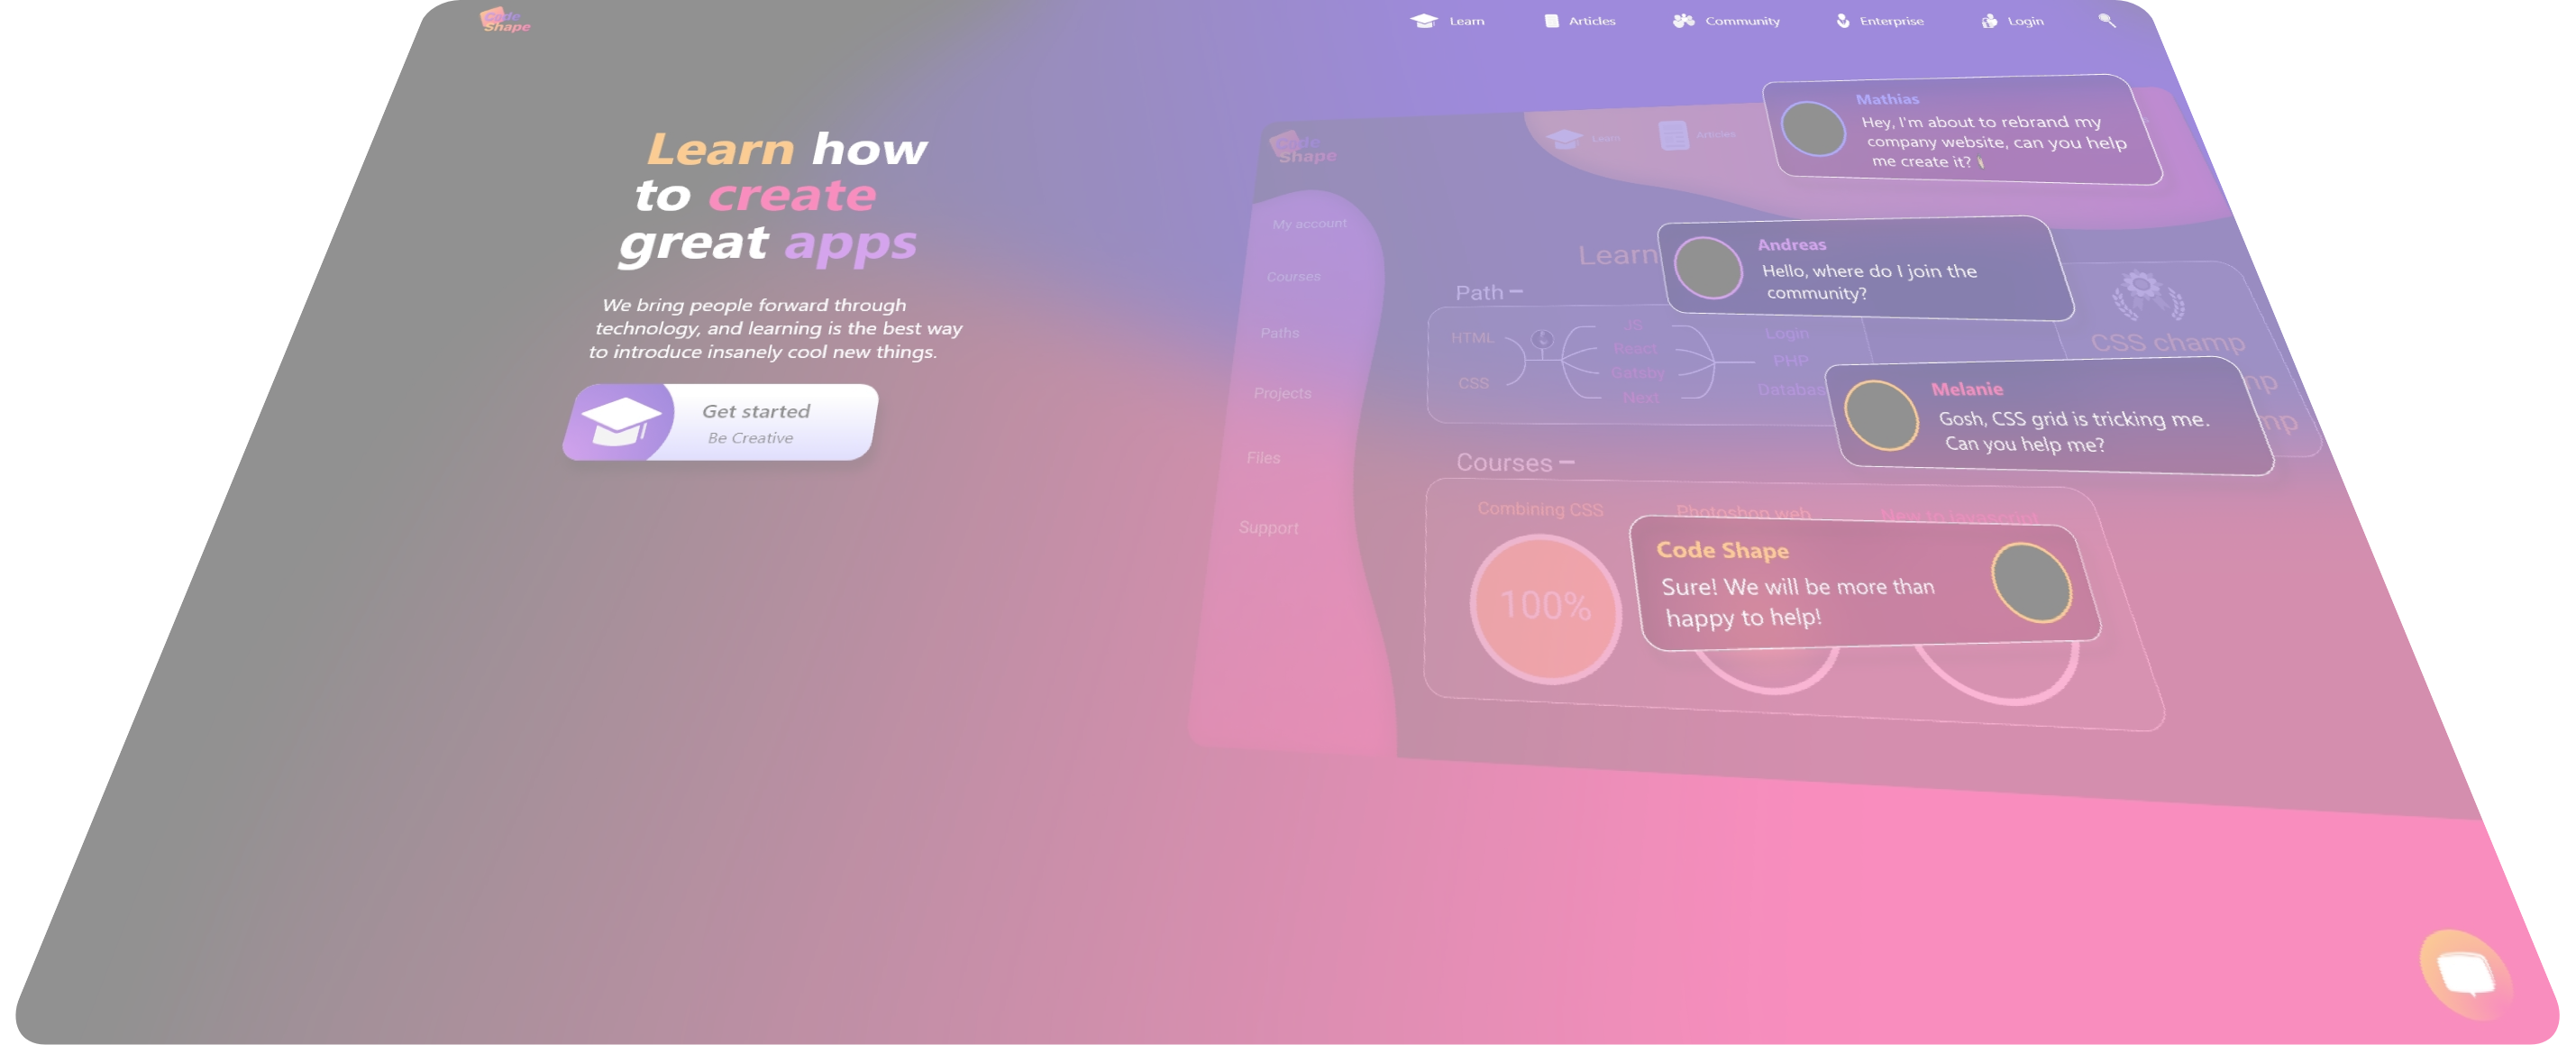 Code
Shape
Learn
Articles
Community
Enterprise
Login
Learn how
to create
great apps
We bring people forward through
technology, and learning is the best way
to introduce insanely cool new things.
Get started
Be Creative
Code
Shape
Learn
Articles
My account
Courses
Paths
Projects
Files
Support
Learn
Path
HTML
CSS
JS
React
Gatsby
Next
Login
PHP
Databas
CSS champ
mp
mp
Courses
Combining CSS
Photoshop web
New to javascript
100%
Mathias
Hey, I'm about to rebrand my
company website, can you help
me create it?
Andreas
Hello, where do I join the
community?
Melanie
Gosh, CSS grid is tricking me.
Can you help me?
Code Shape
Sure! We will be more than
happy to help!